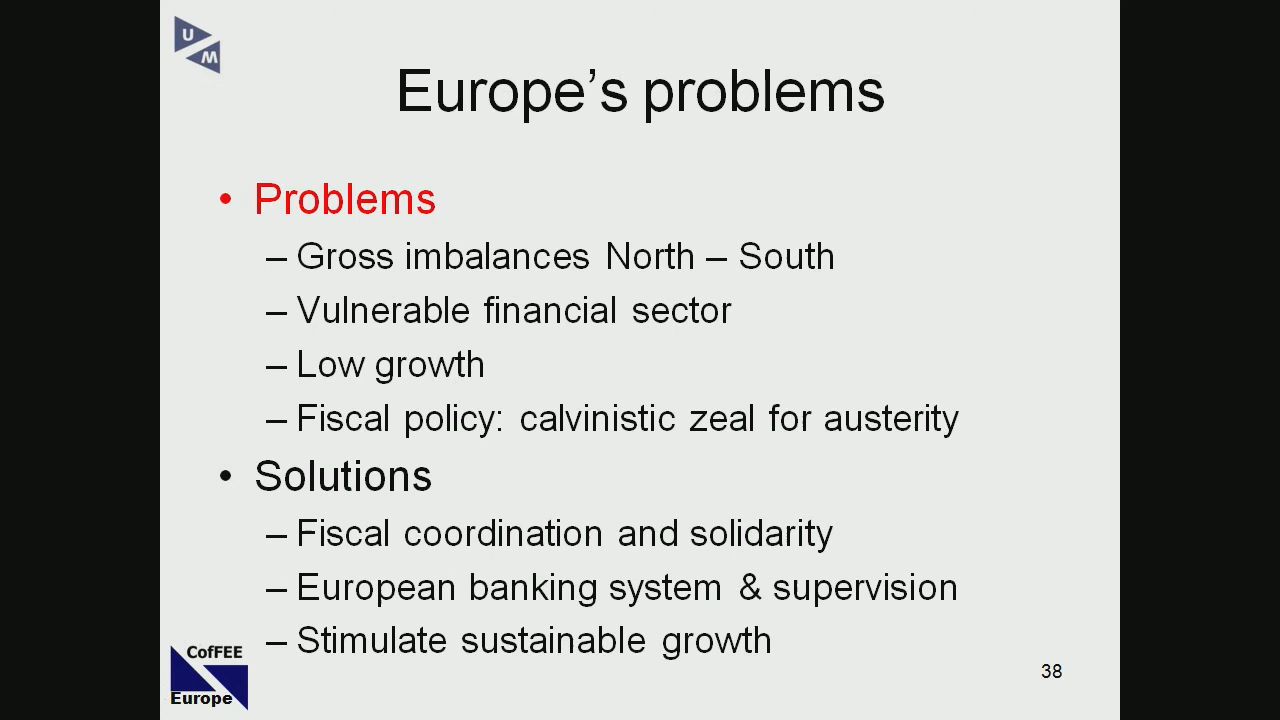 U
M
Europe’s problems
• Problems
– Gross imbalances North – South
– Vulnerable financial sector
– Low growth
– Fiscal policy: calvinistic zeal for austerity
• Solutions
– Fiscal coordination and solidarity
– European banking system & supervision
– Stimulate sustainable growth
CofFEE
Europe
38